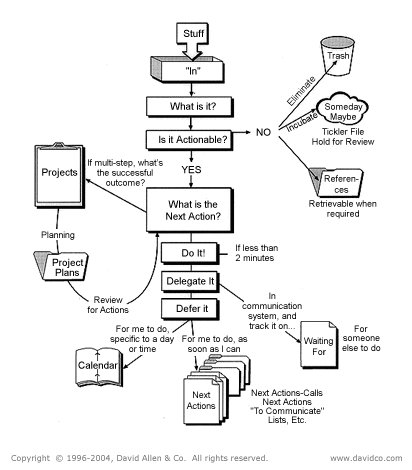 Stuff
"In"
What is it?
Is it Actionable?
NO
Eliminate
Trash
Incubate
Someday
Maybe
Tickler File
Hold for Review
Referen-
ces
Retrievable when
required
YES
If multi-step, what's
the successful
outcome?
Projects
Planning
Project
Plans
Review
for Actions
What is the
Next Action?
Do It!
If less than
2 minutes
Delegate It
In
communication
system, and
track it on...
Waiting
For
For
someone
else to do
Defer it
For me to do,
specific to a day
or time
Calendar
For me to do, as
soon as I can
Next
Actions
Next Actions-Calls
Next Actions
"To Communicate"
Lists, Etc.
Copyright © 1996-2004, David Allen & Co. All rights reserved.
www.davidco.com